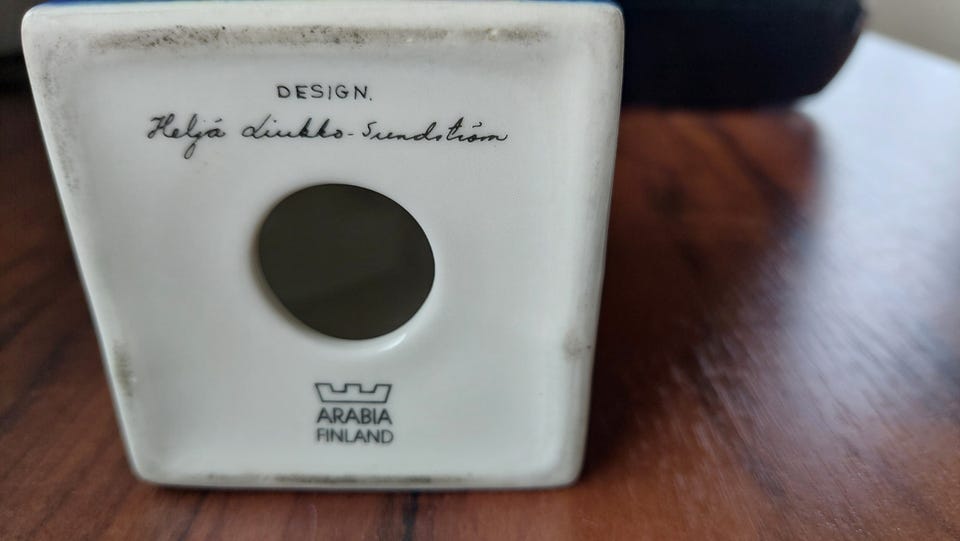 DESIGN.
Heljä Liukko-Sundström
ARABIA
FINLAND